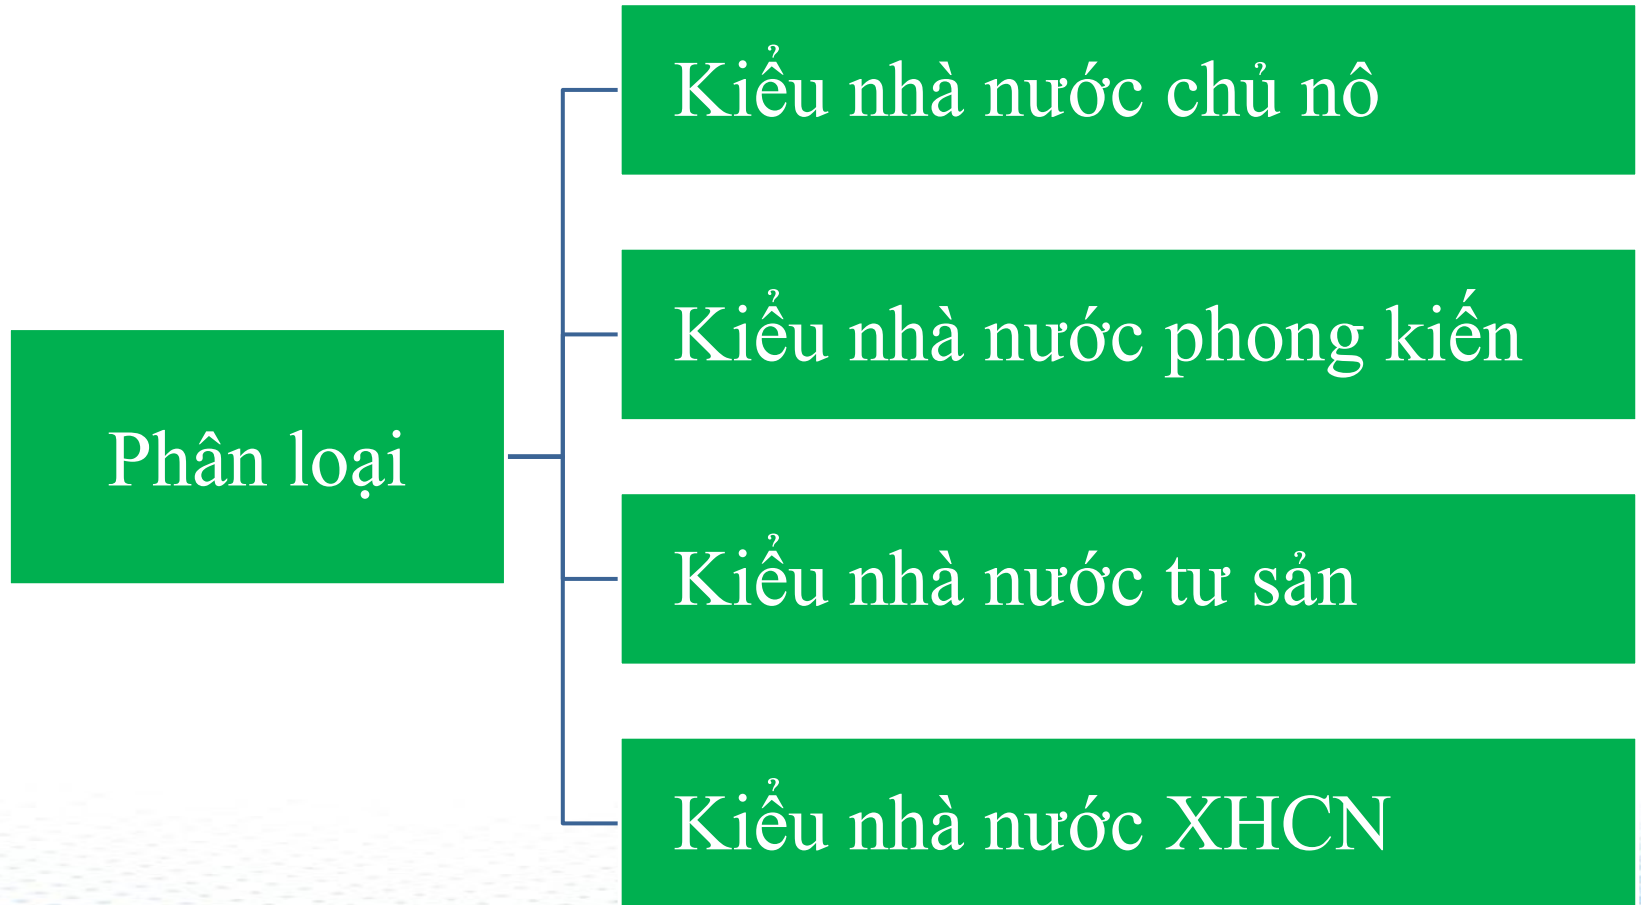 Phân loại
Kiểu nhà nước chủ nô
Kiểu nhà nước phong kiến
Kiểu nhà nước tư sản
Kiểu nhà nước XHCN